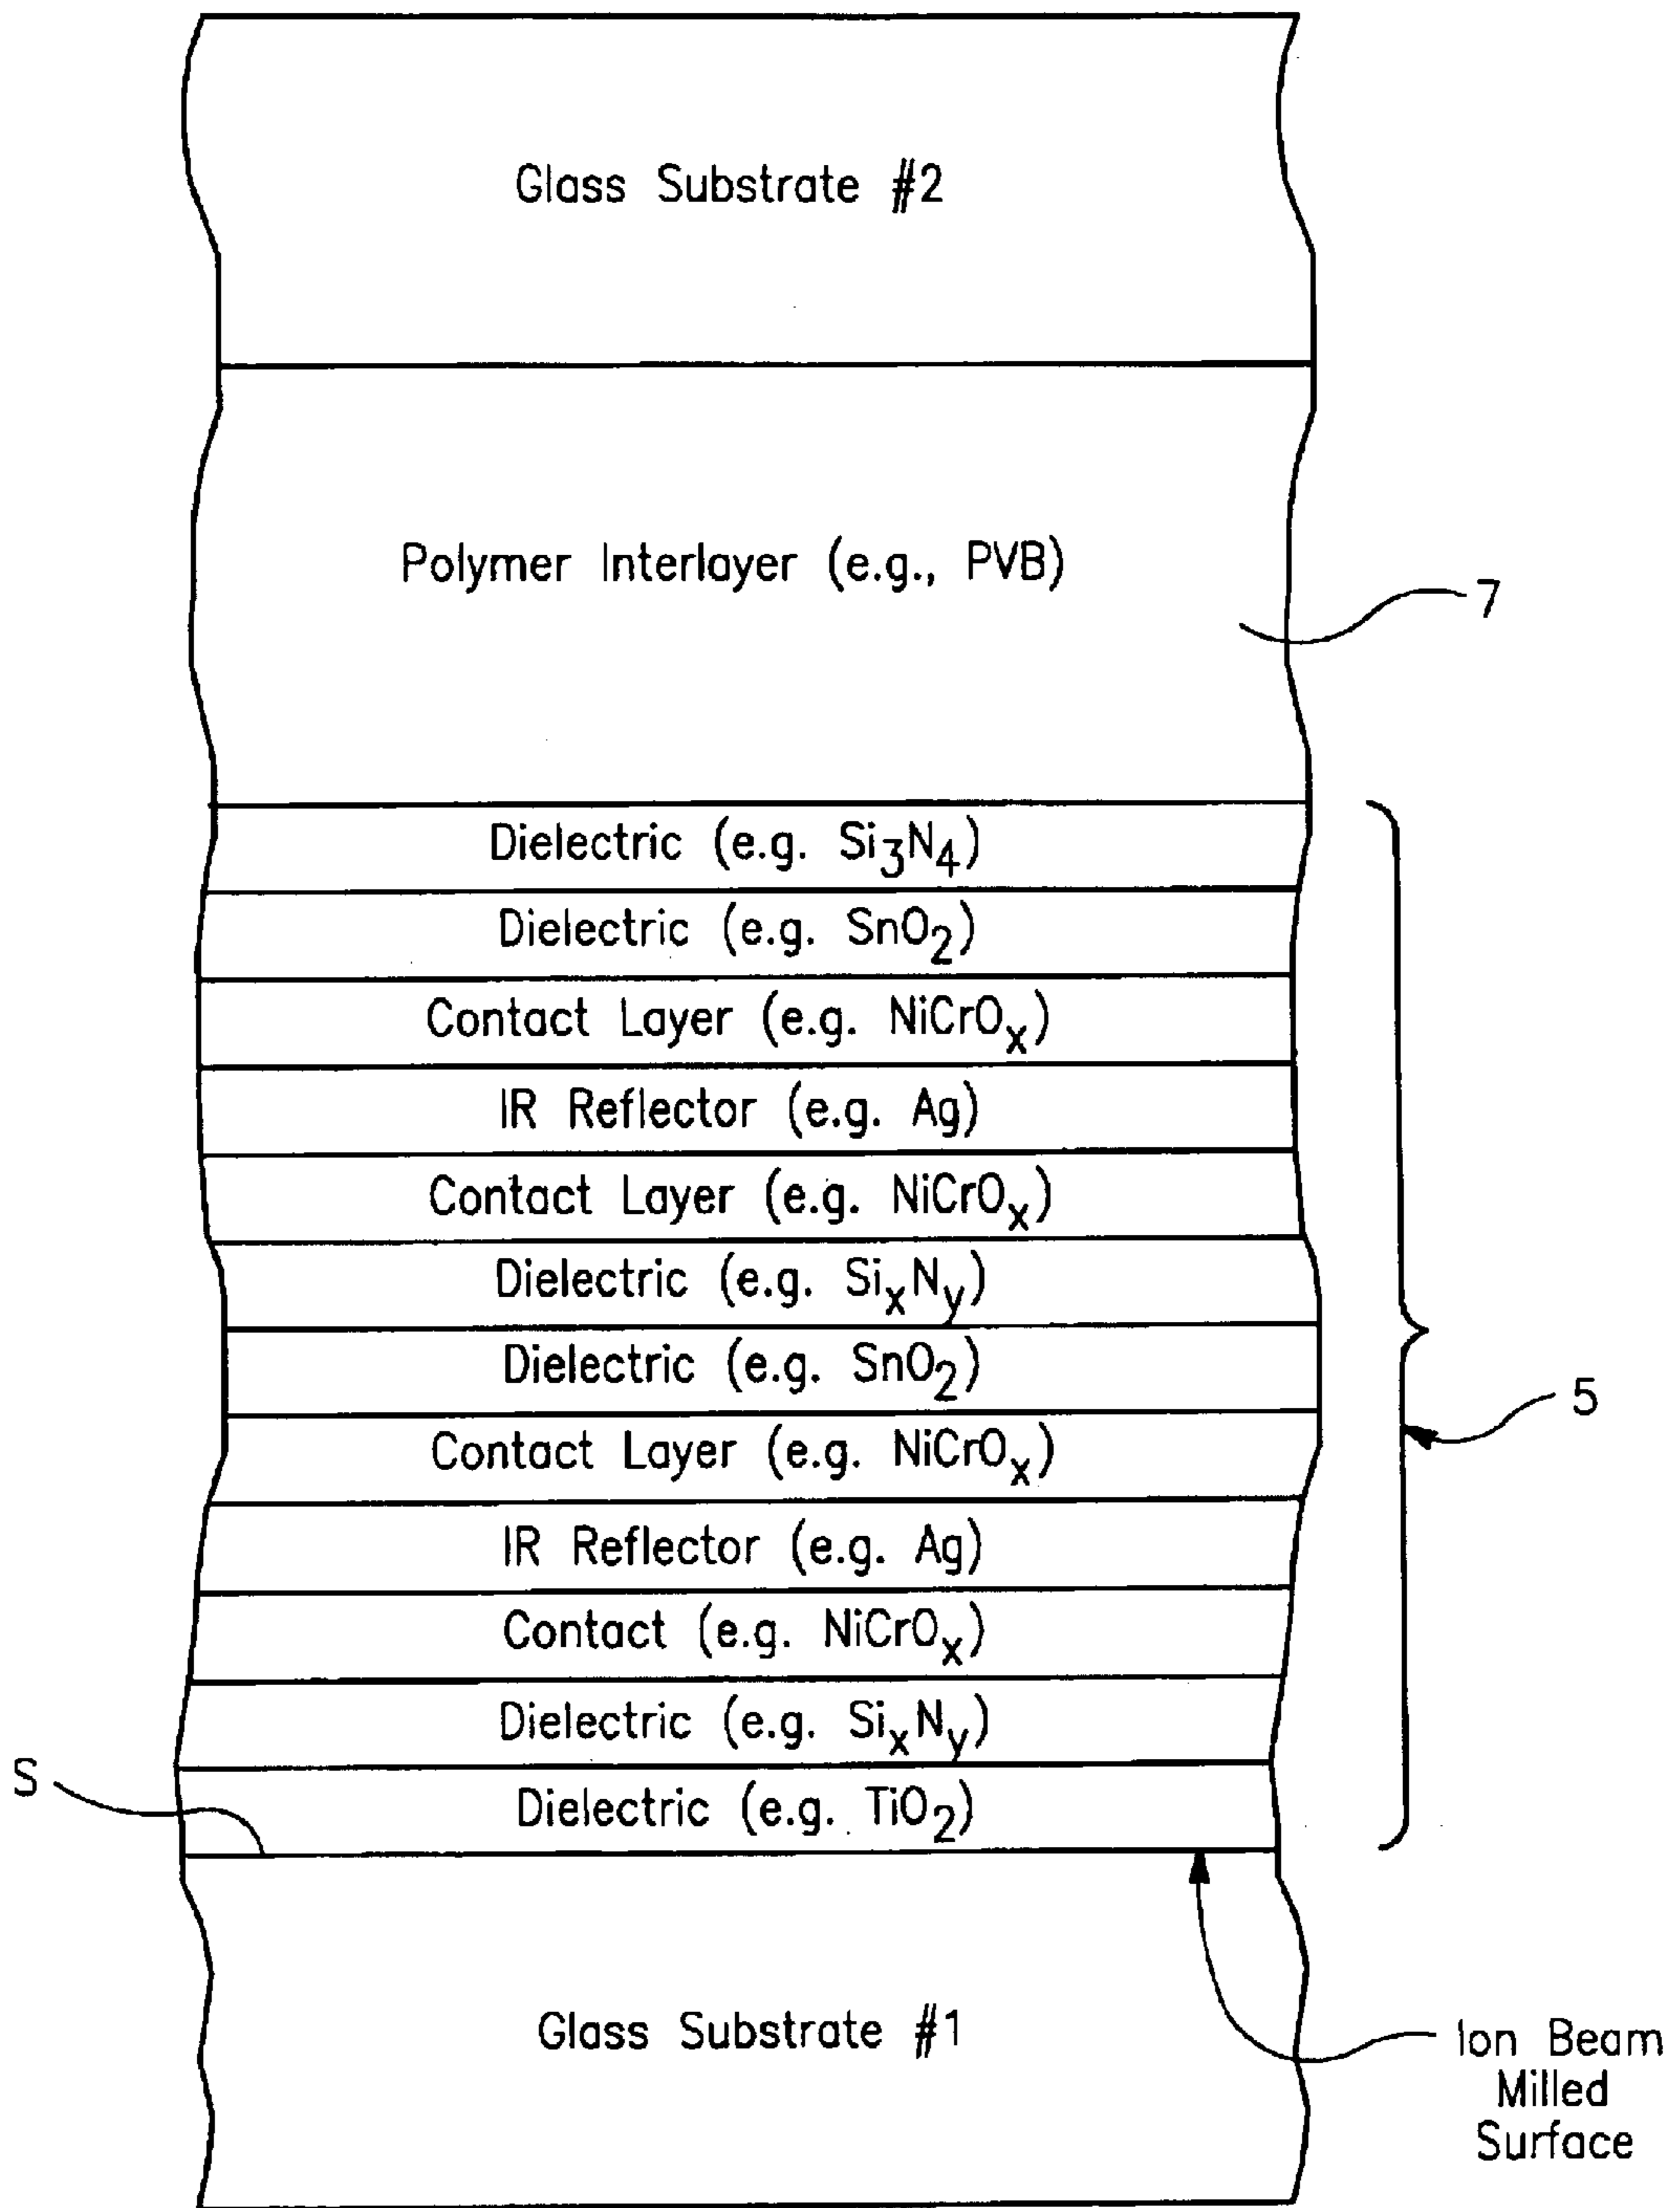 Glass Substrate #2
Polymer Interlayer (e.g., PVB)
7
Dielectric (e.g. Si₃N₄)
Dielectric (e.g. SnO₂)
Contact Layer (e.g. NiCrOₓ)
IR Reflector (e.g. Ag)
Contact Layer (e.g. NiCrOₓ)
Dielectric (e.g. SiₓNᵧ)
Dielectric (e.g. SnO₂)
5
Contact Layer (e.g. NiCrOₓ)
IR Reflector (e.g. Ag)
Contact (e.g. NiCrOₓ)
Dielectric (e.g. SiₓNᵧ)
S
Dielectric (e.g. TiO₂)
Glass Substrate #1
Ion Beam
Milled
Surface